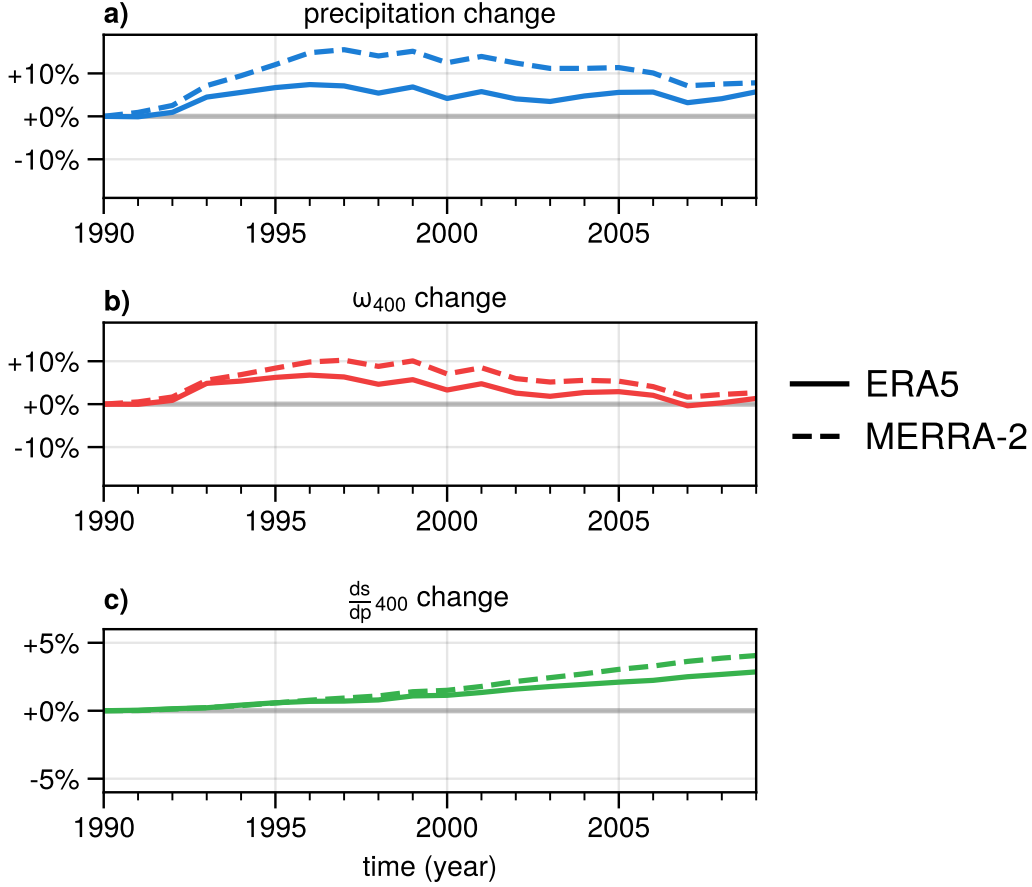 a) precipitation change
+10%
+0%
-10%
1990 1995 2000 2005
b) ω₄₀₀ change
+10%
+0%
-10%
1990 1995 2000 2005
ERA5
MERRA-2
c) ds/dp ₄₀₀ change
+5%
+0%
-5%
1990 1995 2000 2005
time (year)